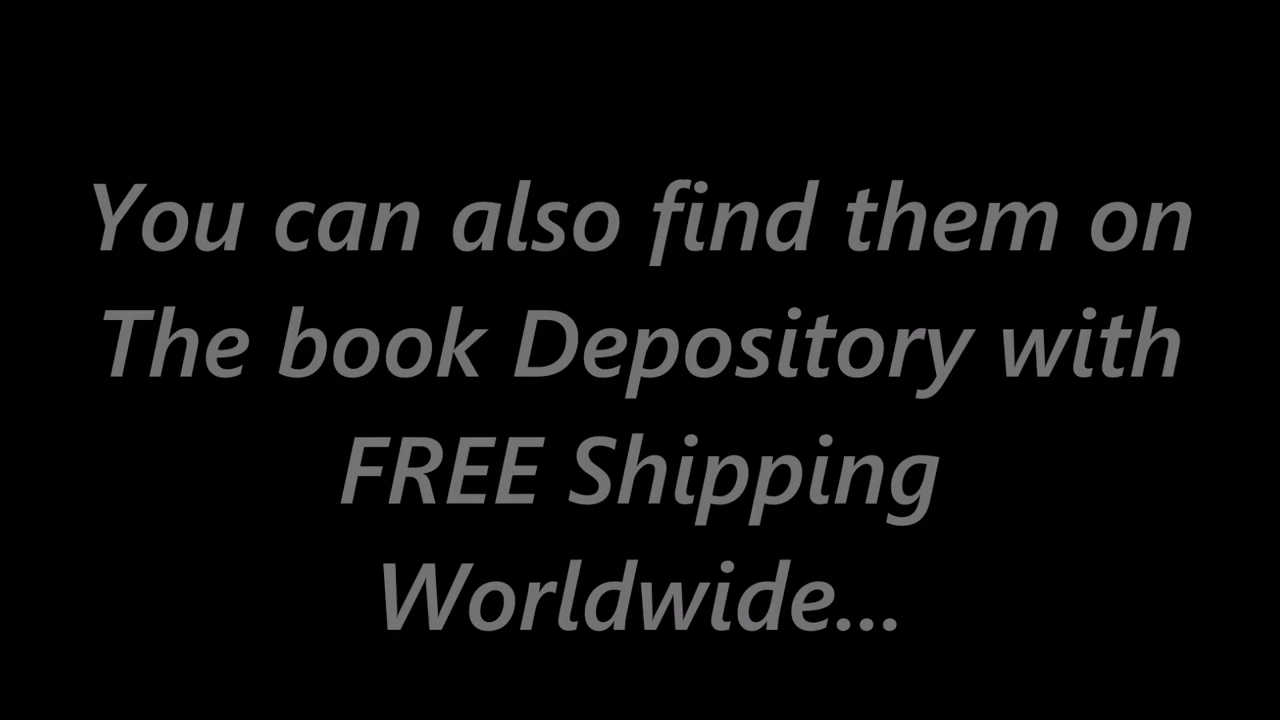 You can also find them on
The book Depository with
FREE Shipping
Worldwide...